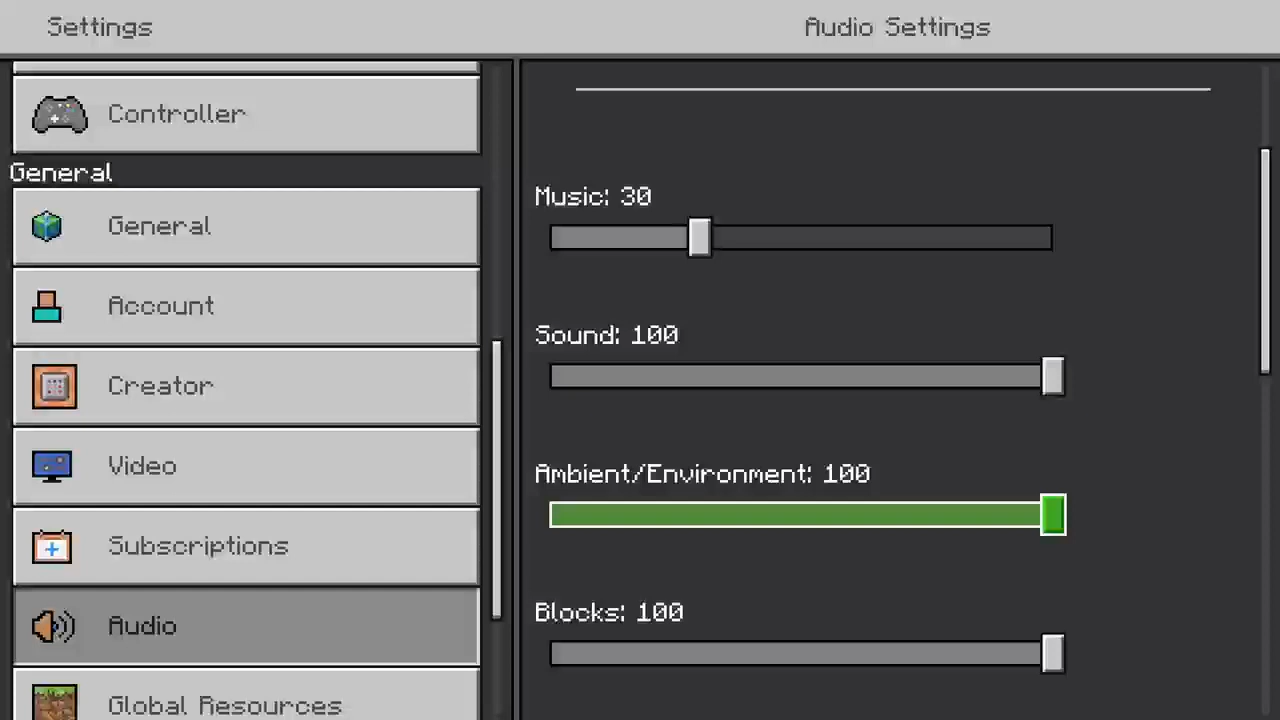 Settings
Audio Settings
Controller
General
General
Account
Creator
Video
Subscriptions
Audio
Global Resources
Music: 30
Sound: 100
Ambient/Environment: 100
Blocks: 100